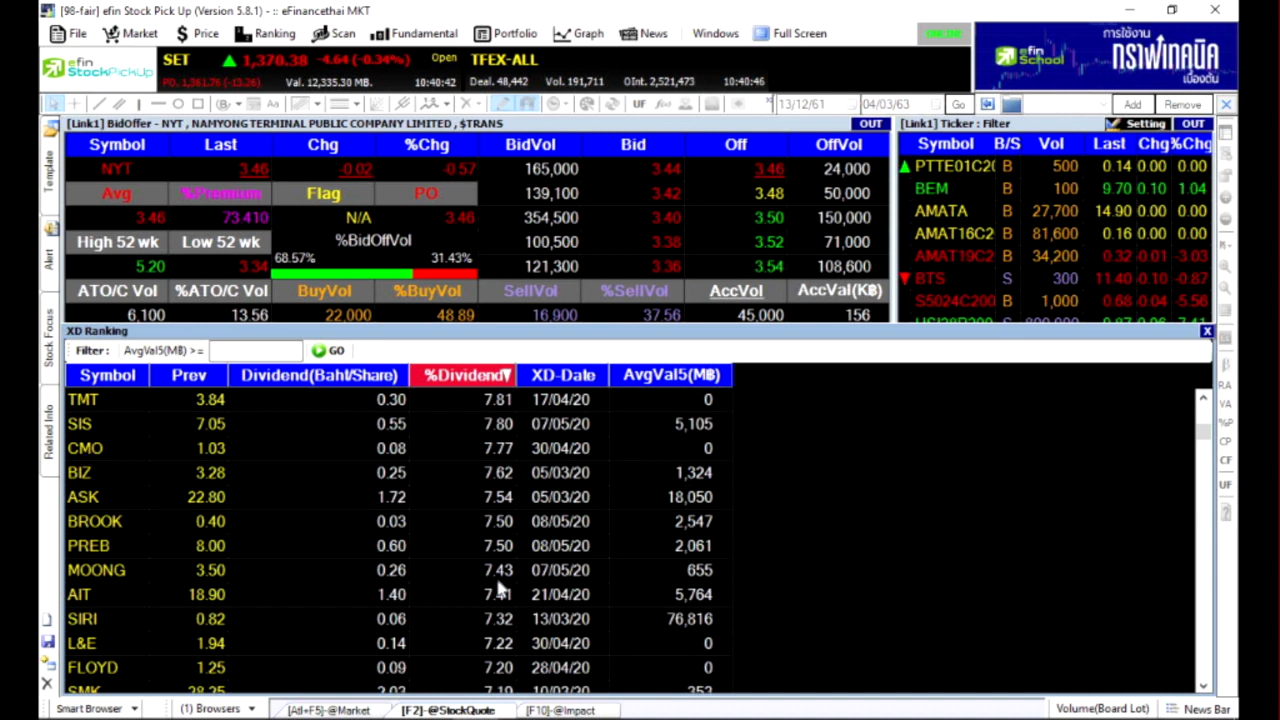 [98-fair] efin Stock Pick Up (Version 5.8.1) - :: eFinancethai MKT
File Market $ Price Ranking Scan Fundamental Portfolio Graph News Windows Full Screen ONLINE
การใช้งาน
กราฟเทคนิค
เบื้องต้น
efin School
efin StockPickUp
SET 1,370.38 -4.64 (-0.34%) Open TFEX-ALL
PO. 1,361.76 (-13.26) Val. 12,335.30 MB. 10:40:42 Deal. 48,442 Vol. 191,711 OInt. 2,521,473 10:40:46
UF 13/12/61 04/03/63 Go Add Remove
[Link1] BidOffer - NYT , NAMYONG TERMINAL PUBLIC COMPANY LIMITED , $TRANS OUT
Symbol Last Chg %Chg BidVol Bid Off OffVol
NYT 3.46 -0.02 -0.57 165,000 3.44 3.46 24,000
Avg %Premium Flag PO 139,100 3.42 3.48 50,000
3.46 73.410 N/A 3.46 354,500 3.40 3.50 150,000
High 52 wk Low 52 wk %BidOffVol 100,500 3.38 3.52 71,000
5.20 3.34 68.57% 31.43% 121,300 3.36 3.54 108,600
ATO/C Vol %ATO/C Vol BuyVol %BuyVol SellVol %SellVol AccVol AccVal(K฿)
6,100 13.56 22,000 48.89 16,900 37.56 45,000 156
[Link1] Ticker : Filter Setting OUT
Symbol B/S Vol Last Chg %Chg
PTTE01C20 B 500 0.14 0.00 0.00
BEM B 100 9.70 0.10 1.04
AMATA B 27,700 14.90 0.00 0.00
AMAT16C2 B 81,600 0.16 0.00 0.00
AMAT19C2 B 34,200 0.32 -0.01 -3.03
BTS S 300 11.40 -0.10 -0.87
S5024C200 B 1,000 0.68 -0.04 -5.56
XD Ranking
Filter : AvgVal5(M฿) >= GO
Symbol Prev Dividend(Baht/Share) %Dividend▼ XD-Date AvgVal5(M฿)
TMT 3.84 0.30 7.81 17/04/20 0
SIS 7.05 0.55 7.80 07/05/20 5,105
CMO 1.03 0.08 7.77 30/04/20 0
BIZ 3.28 0.25 7.62 05/03/20 1,324
ASK 22.80 1.72 7.54 05/03/20 18,050
BROOK 0.40 0.03 7.50 08/05/20 2,547
PREB 8.00 0.60 7.50 08/05/20 2,061
MOONG 3.50 0.26 7.43 07/05/20 655
AIT 18.90 1.40 7.41 21/04/20 5,764
SIRI 0.82 0.06 7.32 13/03/20 76,816
L&E 1.94 0.14 7.22 30/04/20 0
FLOYD 1.25 0.09 7.20 28/04/20 0
SMK 28.25 2.03 7.19 10/03/20 353
Template
Alert
Stock Focus
Related Info
RA
VA
%P
CP
CF
UF
Smart Browser (1) Browsers [Atl+F5]-@Market [F2]-@StockQuote [F10]-@Impact Volume(Board Lot) News Bar